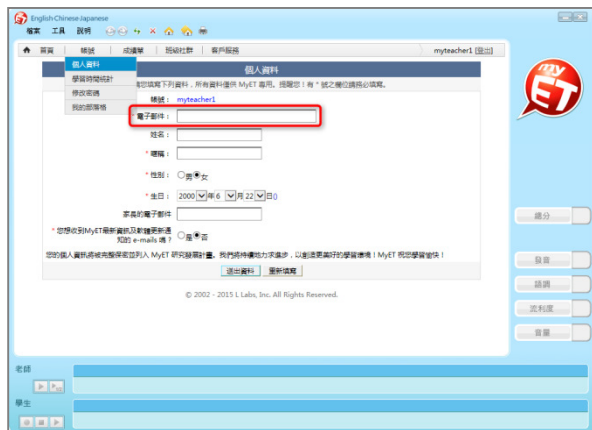 English-Chinese-Japanese
檔案 工具 說明
首頁 帳號 成績單 班級社群 客戶服務 myteacher1 [登出]
個人資料
學習時間統計
修改密碼
我的部落格
個人資料
請您填寫下列資料，所有資料僅供 MyET 專用。提醒您！有 * 號之欄位請務必填寫。
帳號： myteacher1
* 電子郵件：
姓名：
* 暱稱：
* 性別： 男 女
* 生日： 2000 年 6 月 22 日()
家長的電子郵件
* 您想收到MyET最新資訊及軟體更新通
知的 e-mails 嗎？ 是 否
您的個人資訊將被完整保密並列入 MyET 研究發展計畫。我們將持續地力求進步，以創造更美好的學習環境！MyET 祝您學習愉快！
送出資料 重新填寫
© 2002 - 2015 L Labs, Inc. All Rights Reserved.
my
ET
總分
發音
語調
流利度
音量
老師
學生